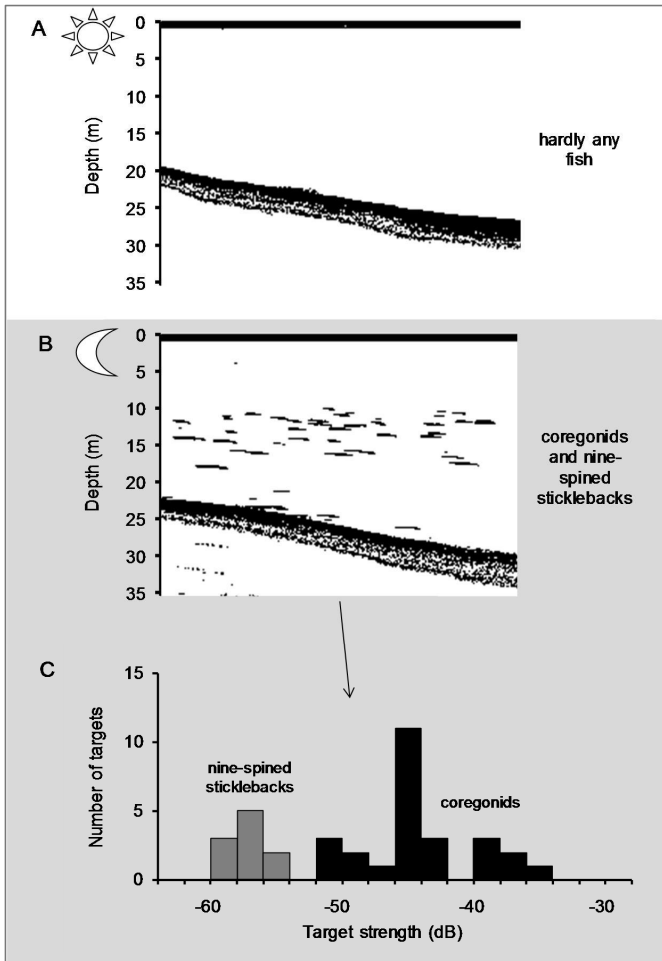 A
Depth (m)
0
5
10
15
20
25
30
35
hardly any
fish
B
Depth (m)
0
5
10
15
20
25
30
35
coregonids
and nine-
spined
sticklebacks
C
Number of targets
15
10
5
0
nine-spined
sticklebacks
coregonids
-60
-50
-40
-30
Target strength (dB)